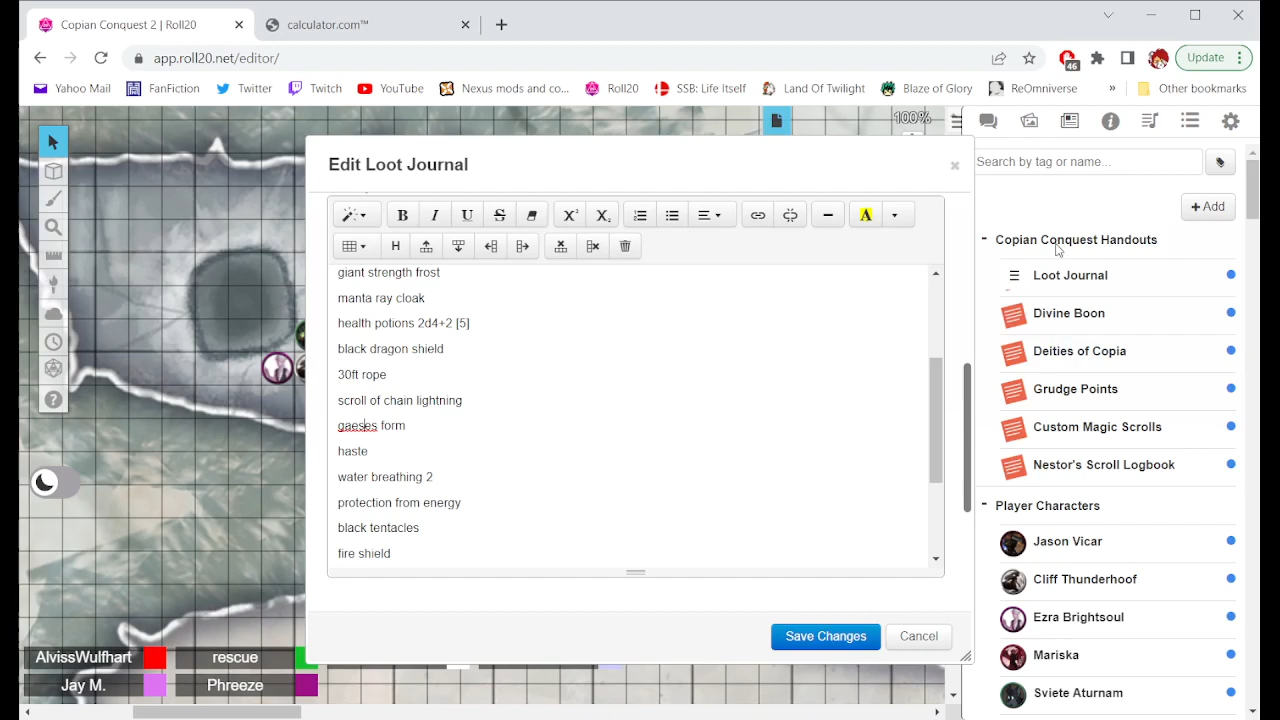 Copian Conquest 2 | Roll20
calculator.com™
app.roll20.net/editor/
46
Update
Yahoo Mail
FanFiction
Twitter
Twitch
YouTube
Nexus mods and co...
Roll20
SSB: Life Itself
Land Of Twilight
Blaze of Glory
ReOmniverse
»
Other bookmarks
100%
Edit Loot Journal
B I U S X² X₂ A
H
giant strength frost
manta ray cloak
health potions 2d4+2 [5]
black dragon shield
30ft rope
scroll of chain lightning
gaeses form
haste
water breathing 2
protection from energy
black tentacles
fire shield
Save Changes
Cancel
Search by tag or name...
+ Add
Copian Conquest Handouts
Loot Journal
Divine Boon
Deities of Copia
Grudge Points
Custom Magic Scrolls
Nestor's Scroll Logbook
Player Characters
Jason Vicar
Cliff Thunderhoof
Ezra Brightsoul
Mariska
Sviete Aturnam
AlvissWulfhart
rescue
Jay M.
Phreeze